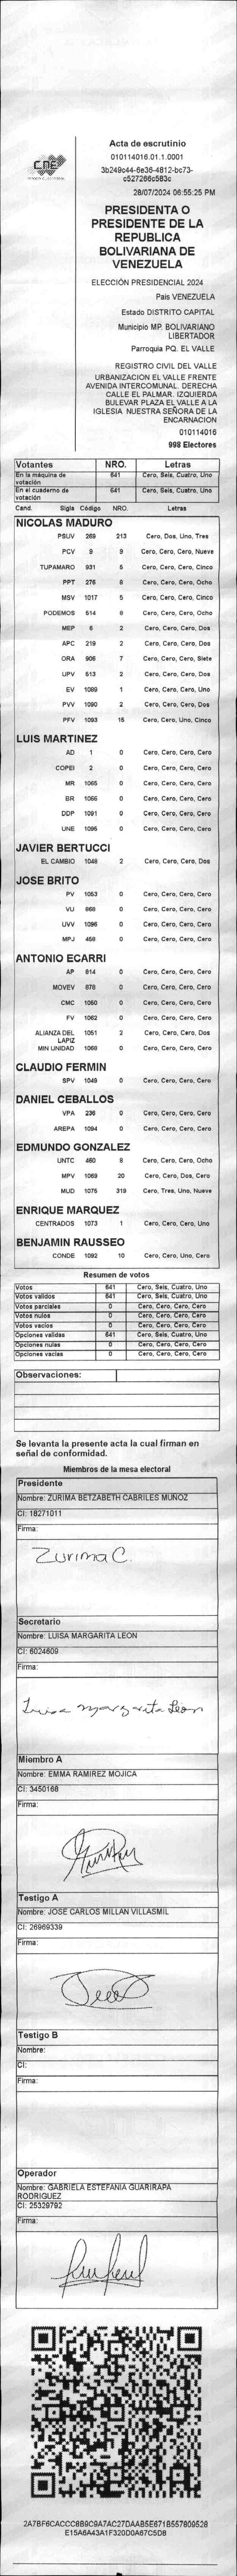 CNE
Acta de escrutinio
010114016.01.1.0001
3b249c44-6e36-4812-bc73-
c527266c583c
28/07/2024 06:55:25 PM
PRESIDENTA O
PRESIDENTE DE LA
REPUBLICA
BOLIVARIANA DE
VENEZUELA
ELECCIÓN PRESIDENCIAL 2024
Pais VENEZUELA
Estado DISTRITO CAPITAL
Municipio MP. BOLIVARIANO
LIBERTADOR
Parroquia PQ. EL VALLE
REGISTRO CIVIL DEL VALLE
URBANIZACION EL VALLE FRENTE
AVENIDA INTERCOMUNAL. DERECHA
CALLE EL PALMAR. IZQUIERDA
BULEVAR PLAZA EL VALLE A LA
IGLESIA NUESTRA SEÑORA DE LA
ENCARNACION
010114016
998 Electores
Votantes NRO. Letras
En la máquina de votación 641 Cero, Seis, Cuatro, Uno
En el cuaderno de votación 641 Cero, Seis, Cuatro, Uno
Cand. Sigla Código NRO. Letras
NICOLAS MADURO
PSUV 269 213 Cero, Dos, Uno, Tres
PCV 9 9 Cero, Cero, Cero, Nueve
TUPAMARO 931 5 Cero, Cero, Cero, Cinco
PPT 276 8 Cero, Cero, Cero, Ocho
MSV 1017 5 Cero, Cero, Cero, Cinco
PODEMOS 514 8 Cero, Cero, Cero, Ocho
MEP 6 2 Cero, Cero, Cero, Dos
APC 219 2 Cero, Cero, Cero, Dos
ORA 906 7 Cero, Cero, Cero, Siete
UPV 513 2 Cero, Cero, Cero, Dos
EV 1089 1 Cero, Cero, Cero, Uno
PVV 1090 2 Cero, Cero, Cero, Dos
PFV 1093 15 Cero, Cero, Uno, Cinco
LUIS MARTINEZ
AD 1 0 Cero, Cero, Cero, Cero
COPEI 2 0 Cero, Cero, Cero, Cero
MR 1065 0 Cero, Cero, Cero, Cero
BR 1066 0 Cero, Cero, Cero, Cero
DDP 1091 0 Cero, Cero, Cero, Cero
UNE 1095 0 Cero, Cero, Cero, Cero
JAVIER BERTUCCI
EL CAMBIO 1048 2 Cero, Cero, Cero, Dos
JOSE BRITO
PV 1053 0 Cero, Cero, Cero, Cero
VU 868 0 Cero, Cero, Cero, Cero
UVV 1096 0 Cero, Cero, Cero, Cero
MPJ 458 0 Cero, Cero, Cero, Cero
ANTONIO ECARRI
AP 814 0 Cero, Cero, Cero, Cero
MOVEV 878 0 Cero, Cero, Cero, Cero
CMC 1050 0 Cero, Cero, Cero, Cero
FV 1062 0 Cero, Cero, Cero, Cero
ALIANZA DEL LAPIZ 1051 2 Cero, Cero, Cero, Dos
MIN UNIDAD 1068 0 Cero, Cero, Cero, Cero
CLAUDIO FERMIN
SPV 1049 0 Cero, Cero, Cero, Cero
DANIEL CEBALLOS
VPA 236 0 Cero, Cero, Cero, Cero
AREPA 1094 0 Cero, Cero, Cero, Cero
EDMUNDO GONZALEZ
UNTC 460 8 Cero, Cero, Cero, Ocho
MPV 1069 20 Cero, Cero, Dos, Cero
MUD 1075 319 Cero, Tres, Uno, Nueve
ENRIQUE MARQUEZ
CENTRADOS 1073 1 Cero, Cero, Cero, Uno
BENJAMIN RAUSSEO
CONDE 1092 10 Cero, Cero, Uno, Cero
Resumen de votos
Votos 641 Cero, Seis, Cuatro, Uno
Votos validos 641 Cero, Seis, Cuatro, Uno
Votos parciales 0 Cero, Cero, Cero, Cero
Votos nulos 0 Cero, Cero, Cero, Cero
Votos vacios 0 Cero, Cero, Cero, Cero
Opciones validas 641 Cero, Seis, Cuatro, Uno
Opciones nulas 0 Cero, Cero, Cero, Cero
Opciones vacias 0 Cero, Cero, Cero, Cero
Observaciones:
Se levanta la presente acta la cual firman en
señal de conformidad.
Miembros de la mesa electoral
Presidente
Nombre: ZURIMA BETZABETH CABRILES MUÑOZ
CI: 18271011
Firma:
Zurima C.
Secretario
Nombre: LUISA MARGARITA LEON
CI: 6024609
Firma:
Luisa Margarita Leon
Miembro A
Nombre: EMMA RAMIREZ MOJICA
CI: 3450168
Firma:
Testigo A
Nombre: JOSE CARLOS MILLAN VILLASMIL
CI: 26969339
Firma:
Testigo B
Nombre:
CI:
Firma:
Operador
Nombre: GABRIELA ESTEFANIA GUARIRAPA
RODRIGUEZ
CI: 25329792
Firma:
2A7BF6CACCC8B9C9A7AC27DAAB5E6718557809528
E15A6A43A1F320D0A67C5D8